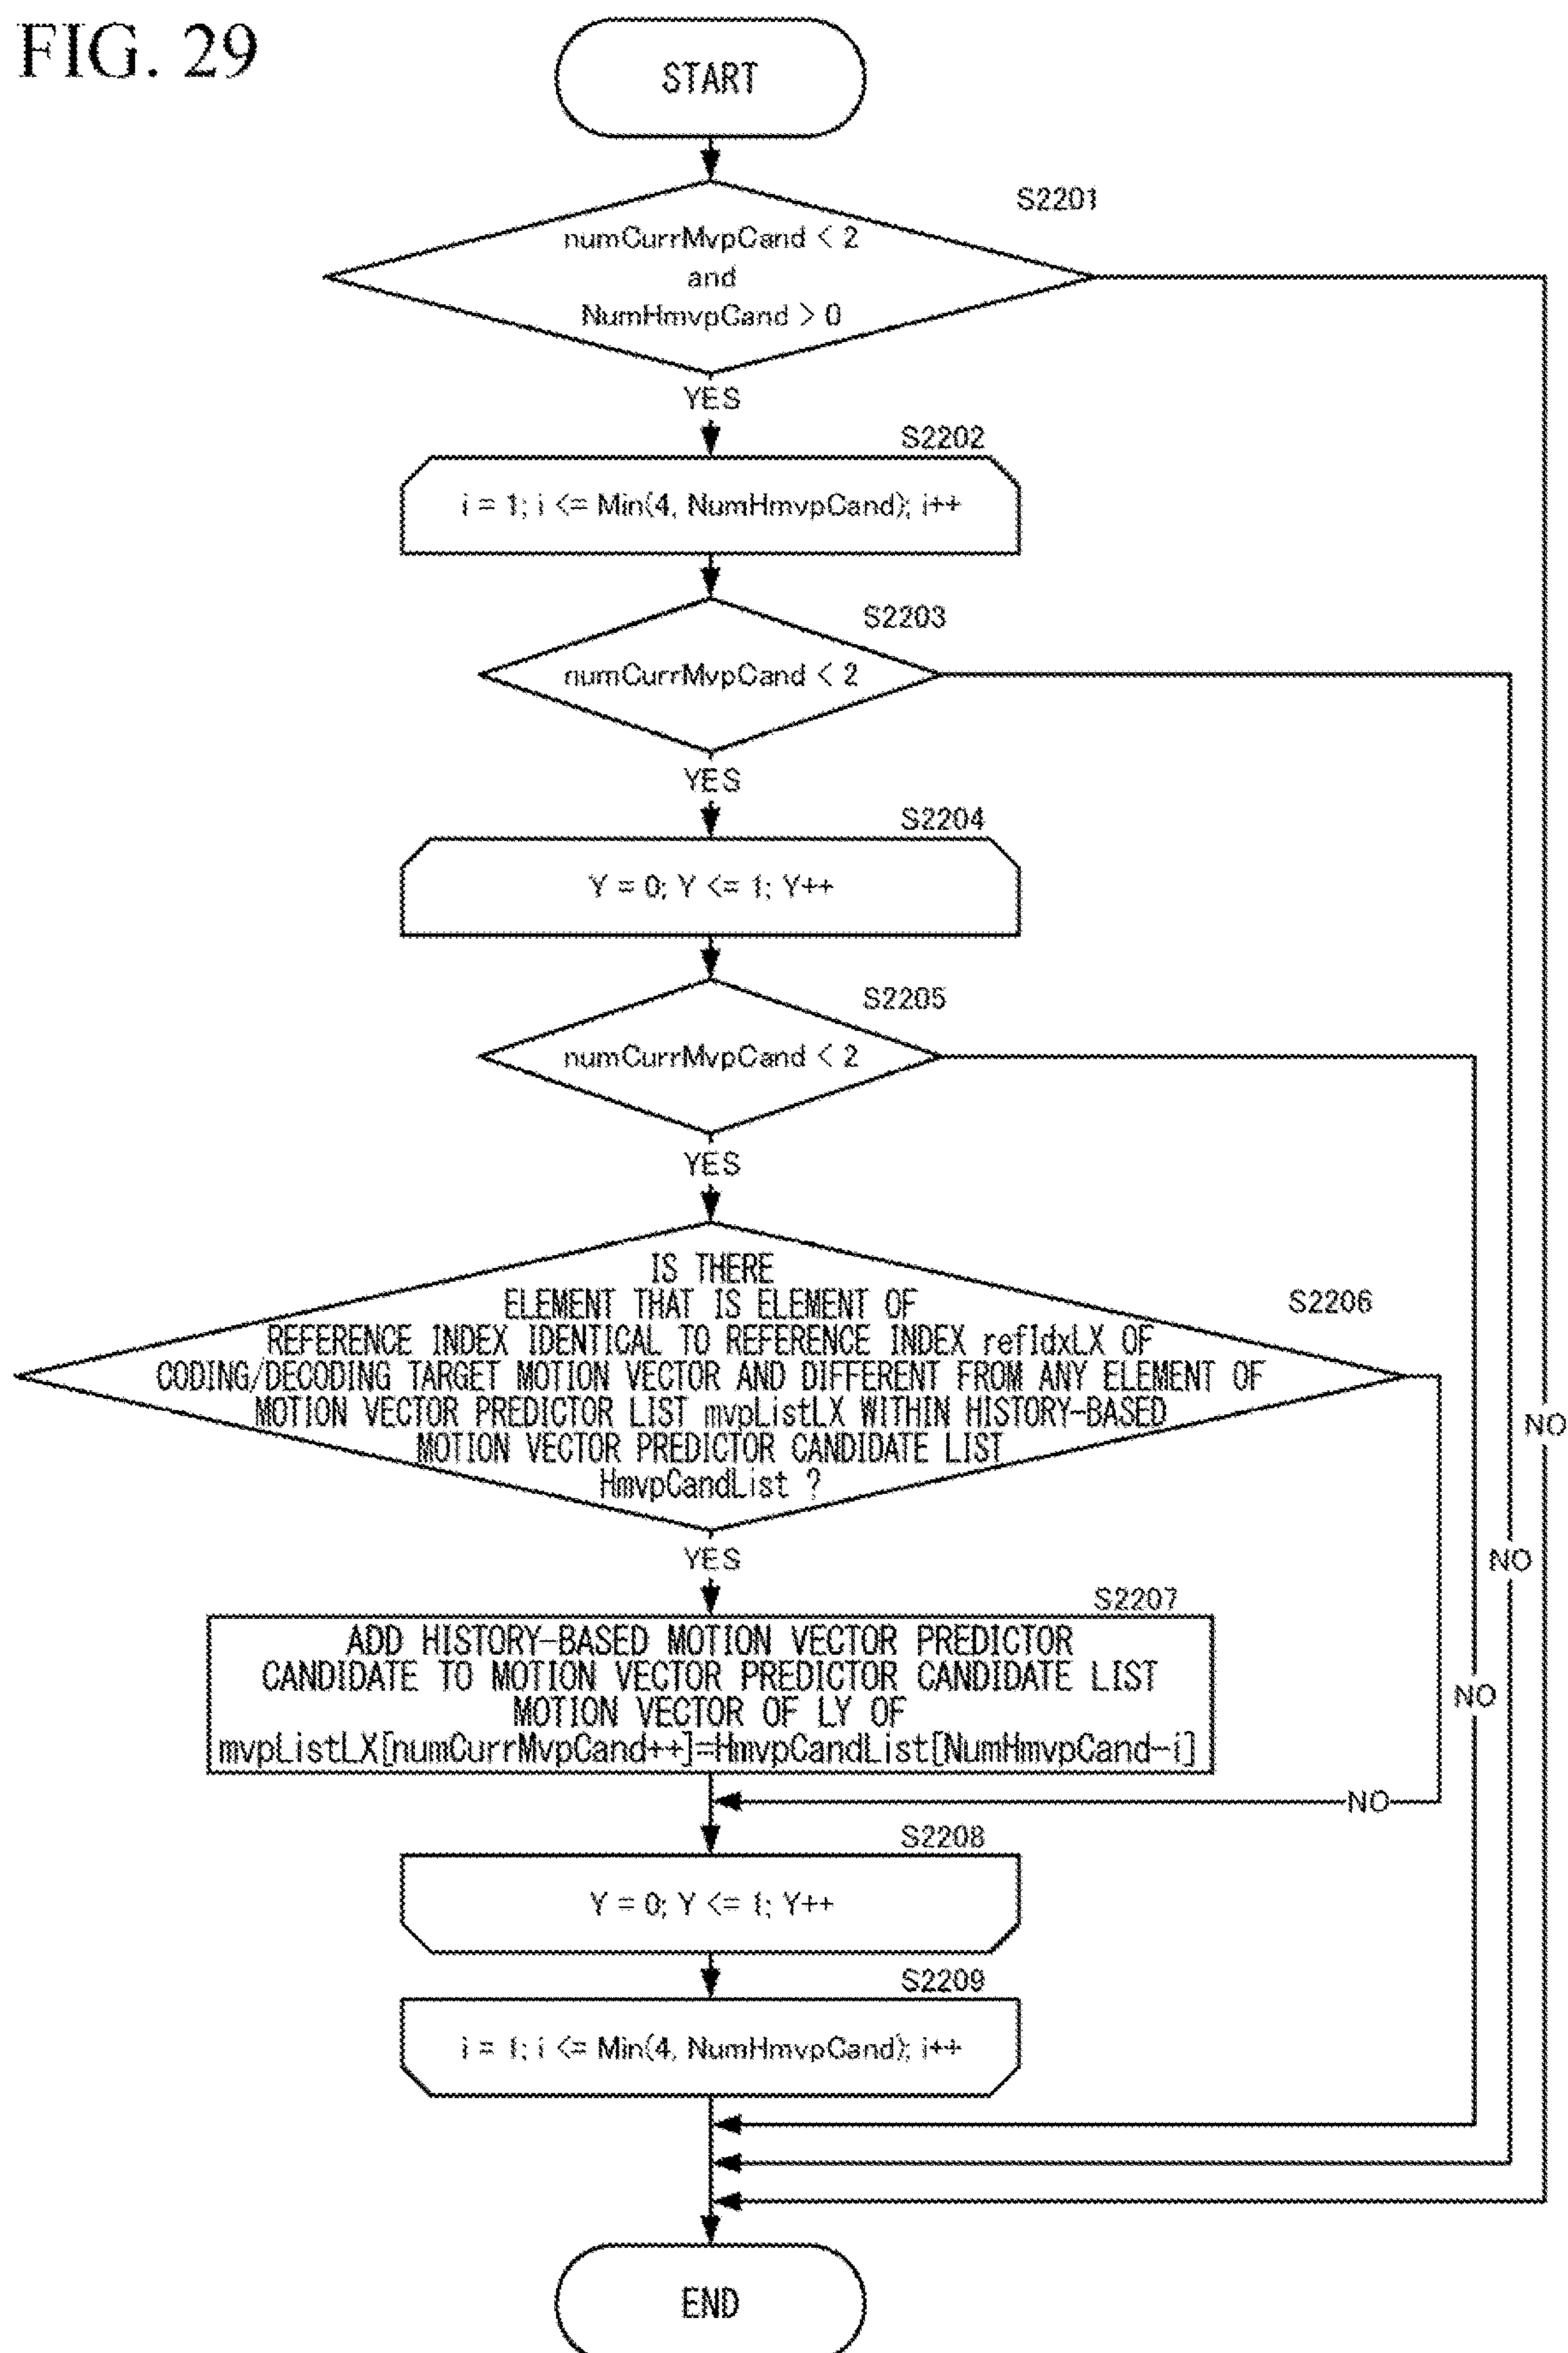 FIG. 29
START
S2201
numCurrMvpCand < 2
and
NumHmvpCand > 0
YES
S2202
i = 1; i <= Min(4, NumHmvpCand); i++
S2203
numCurrMvpCand < 2
YES
S2204
Y = 0; Y <= 1; Y++
S2205
numCurrMvpCand < 2
YES
S2206
IS THERE
ELEMENT THAT IS ELEMENT OF
REFERENCE INDEX IDENTICAL TO REFERENCE INDEX refIdxLX OF
CODING/DECODING TARGET MOTION VECTOR AND DIFFERENT FROM ANY ELEMENT OF
MOTION VECTOR PREDICTOR LIST mvpListLX WITHIN HISTORY-BASED
MOTION VECTOR PREDICTOR CANDIDATE LIST
HmvpCandList ?
NO
NO
YES
S2207
ADD HISTORY-BASED MOTION VECTOR PREDICTOR
CANDIDATE TO MOTION VECTOR PREDICTOR CANDIDATE LIST
MOTION VECTOR OF LY OF
mvpListLX[numCurrMvpCand++]=HmvpCandList[NumHmvpCand-i]
NO
NO
S2208
Y = 0; Y <= 1; Y++
S2209
i = 1; i <= Min(4, NumHmvpCand); i++
END